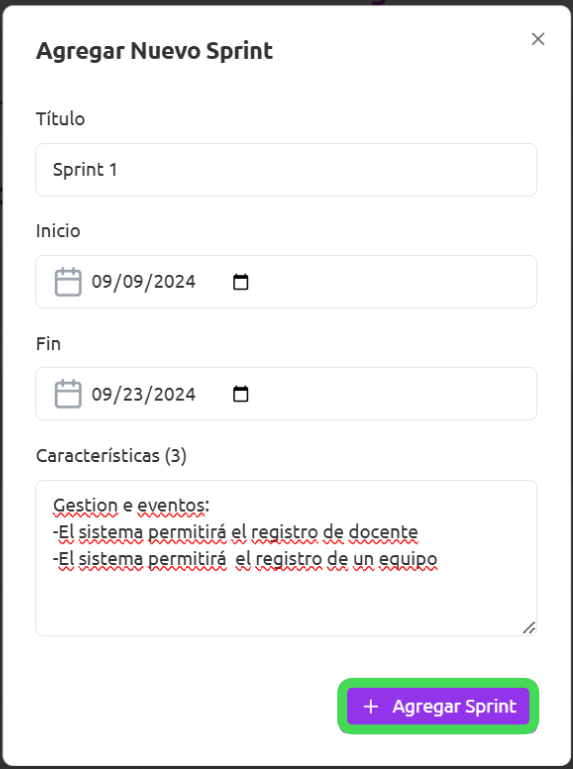 Agregar Nuevo Sprint
Título
Sprint 1
Inicio
09/09/2024
Fin
09/23/2024
Características (3)
Gestion e eventos:
-El sistema permitirá el registro de docente
-El sistema permitirá  el registro de un equipo
+ Agregar Sprint